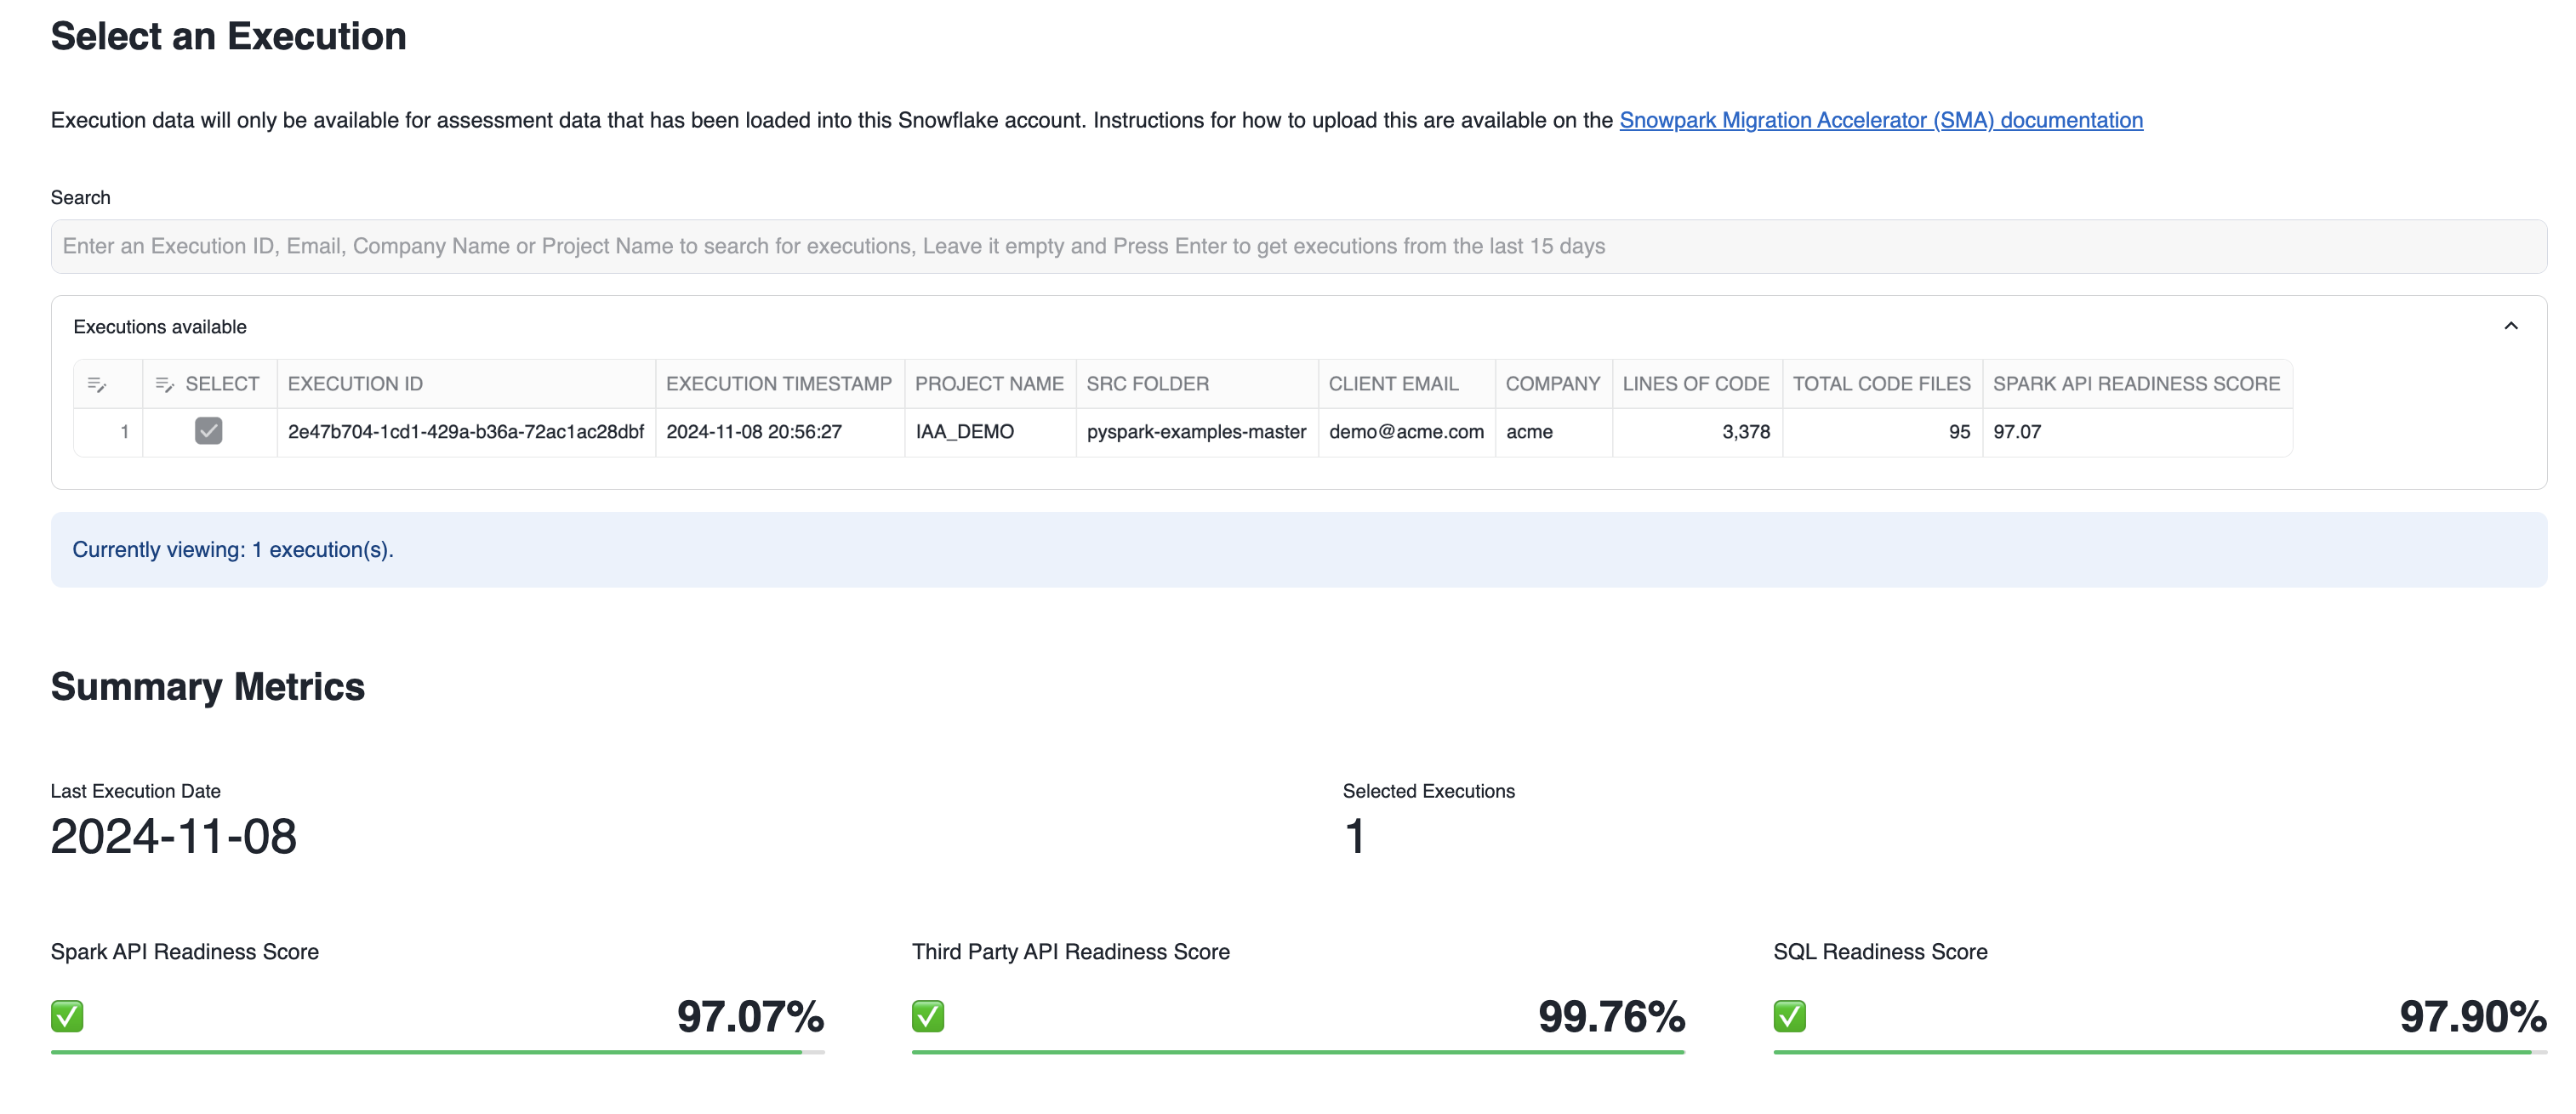 Select an Execution
Execution data will only be available for assessment data that has been loaded into this Snowflake account. Instructions for how to upload this are available on the Snowpark Migration Accelerator (SMA) documentation
Search
Enter an Execution ID, Email, Company Name or Project Name to search for executions, Leave it empty and Press Enter to get executions from the last 15 days
Executions available
SELECT EXECUTION ID EXECUTION TIMESTAMP PROJECT NAME SRC FOLDER CLIENT EMAIL COMPANY LINES OF CODE TOTAL CODE FILES SPARK API READINESS SCORE
1 2e47b704-1cd1-429a-b36a-72ac1ac28dbf 2024-11-08 20:56:27 IAA_DEMO pyspark-examples-master demo@acme.com acme 3,378 95 97.07
Currently viewing: 1 execution(s).
Summary Metrics
Last Execution Date Selected Executions
2024-11-08 1
Spark API Readiness Score Third Party API Readiness Score SQL Readiness Score
97.07% 99.76% 97.90%